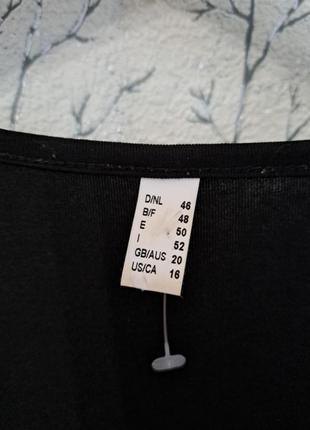 D/NL 46
B/F 48
E 50
I 52
GB/AUS 20
US/CA 16